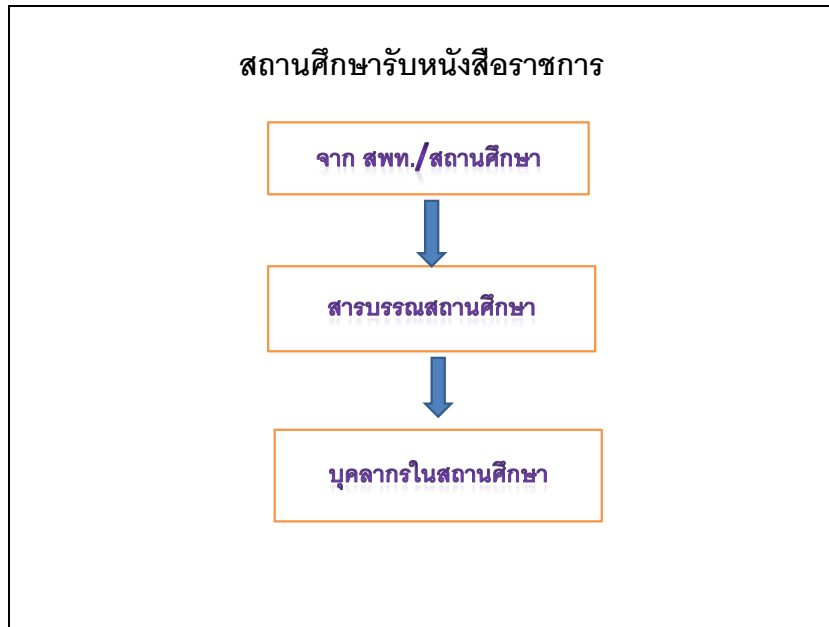 สถานศึกษารับหนังสือราชการ
จาก สพท./สถานศึกษา
สารบรรณสถานศึกษา
บุคลากรในสถานศึกษา